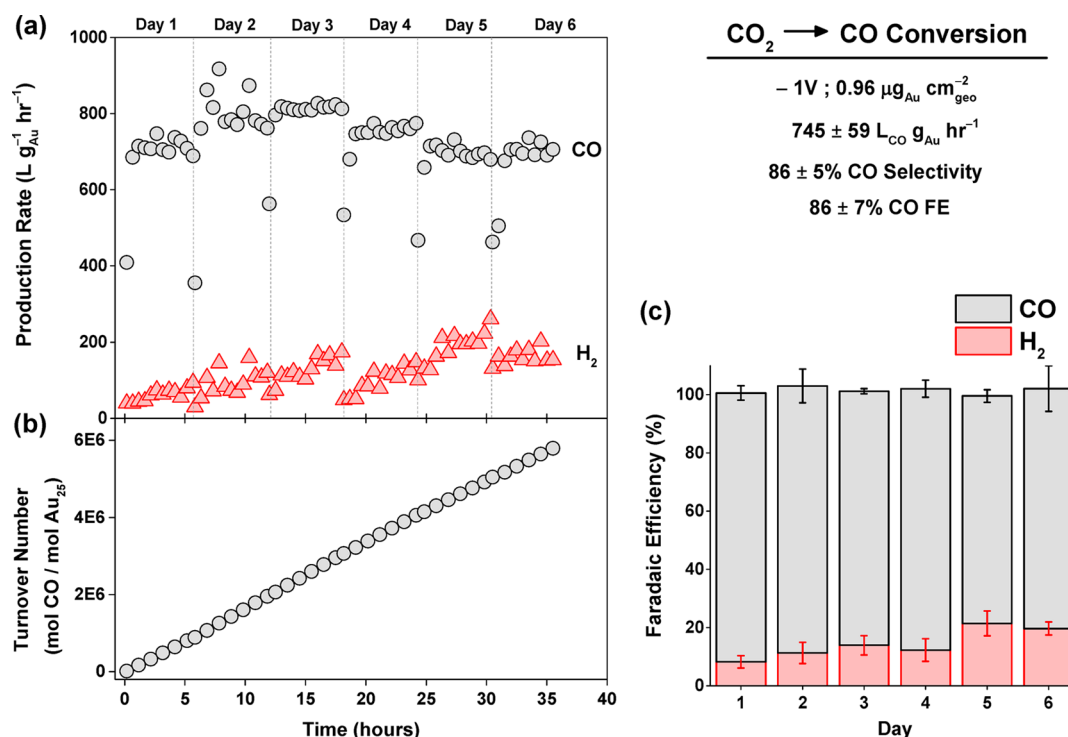 (a)
Day 1 Day 2 Day 3 Day 4 Day 5 Day 6
Production Rate (L g⁻¹Au hr⁻¹)
1000
800
600
400
200
0
CO
H₂
(b)
Turnover Number
(mol CO / mol Au₂₅)
6E6
4E6
2E6
0
0 5 10 15 20 25 30 35 40
Time (hours)
CO₂ → CO Conversion
− 1V ; 0.96 μgAu cm⁻²geo
745 ± 59 LCO gAu hr⁻¹
86 ± 5% CO Selectivity
86 ± 7% CO FE
(c)
CO
H₂
Faradaic Efficiency (%)
100
80
60
40
20
0
1 2 3 4 5 6
Day